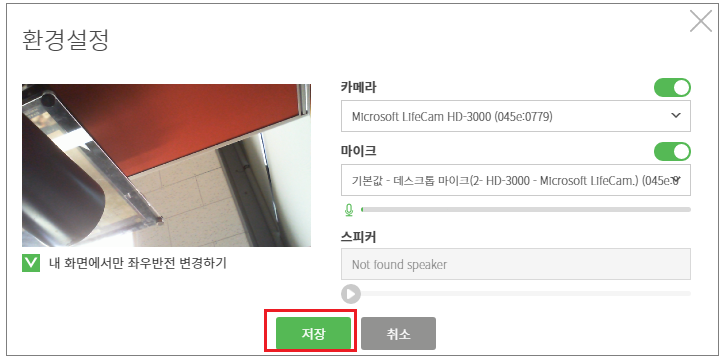 환경설정
카메라
Microsoft LifeCam HD-3000 (045e:0779)
마이크
기본값 - 데스크톱 마이크(2- HD-3000 - Microsoft LifeCam.) (045e:0
스피커
Not found speaker
내 화면에서만 좌우반전 변경하기
저장
취소